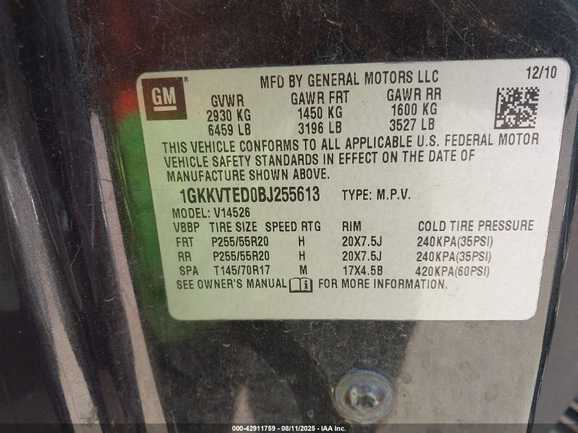 GM
MFD BY GENERAL MOTORS LLC 12/10
GVWR GAWR FRT GAWR RR
2930 KG 1450 KG 1600 KG
6459 LB 3196 LB 3527 LB
THIS VEHICLE CONFORMS TO ALL APPLICABLE U.S. FEDERAL MOTOR
VEHICLE SAFETY STANDARDS IN EFFECT ON THE DATE OF
MANUFACTURE SHOWN ABOVE.
1GKKVTED0BJ255613 TYPE: M.P.V.
MODEL: V14526
VBBP TIRE SIZE SPEED RTG RIM COLD TIRE PRESSURE
FRT P255/55R20 H 20X7.5J 240KPA(35PSI)
RR P255/55R20 H 20X7.5J 240KPA(35PSI)
SPA T145/70R17 M 17X4.5B 420KPA(60PSI)
SEE OWNER'S MANUAL FOR MORE INFORMATION.
000-42911759 - 08/11/2025 - IAA Inc.